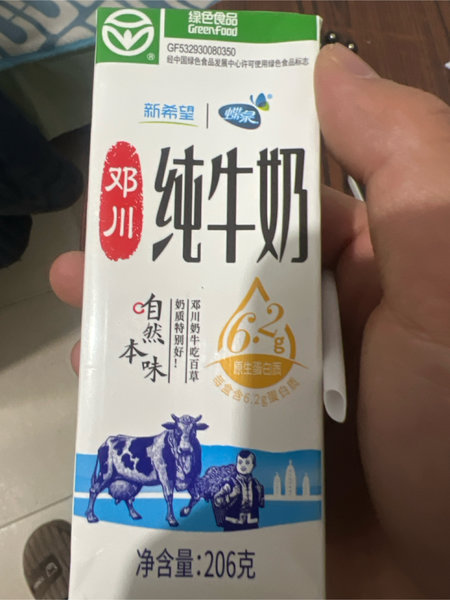 绿色食品
GreenFood
GF532930080350
经中国绿色食品发展中心许可使用绿色食品标志
新希望
蝶泉
邓川
纯牛奶
自然本味
邓川奶牛吃百草
奶质特别好!
6.2g
原生蛋白质
每盒含6.2g蛋白质
净含量:206克